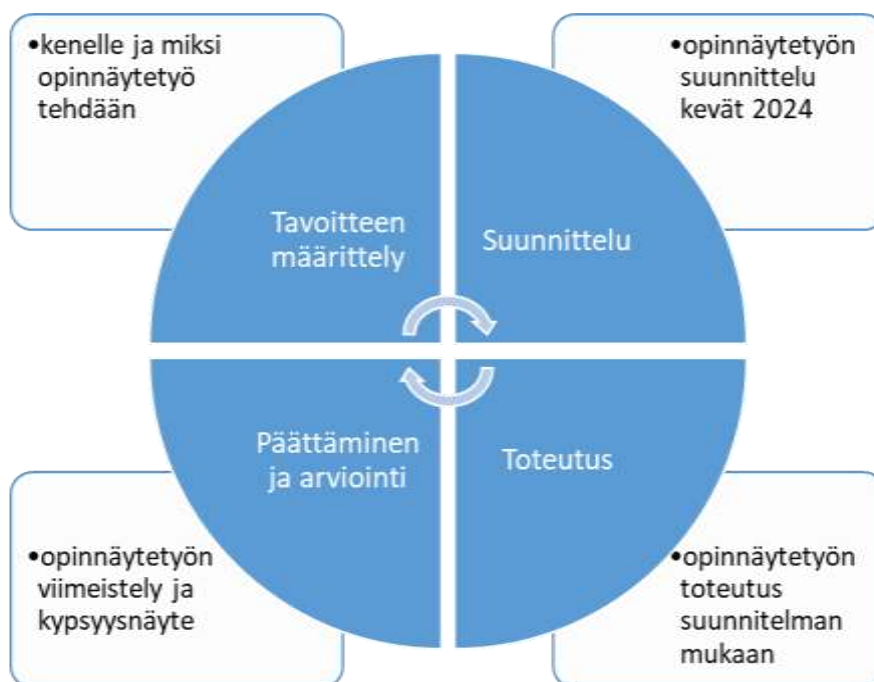 •kenelle ja miksi
opinnäytetyö
tehdään
•opinnäytetyön
suunnittelu
kevät 2024
Tavoitteen
määrittely
Suunnittelu
Päättäminen
ja arviointi
Toteutus
•opinnäytetyön
viimeistely ja
kypsyysnäyte
•opinnäytetyön
toteutus
suunnitelman
mukaan